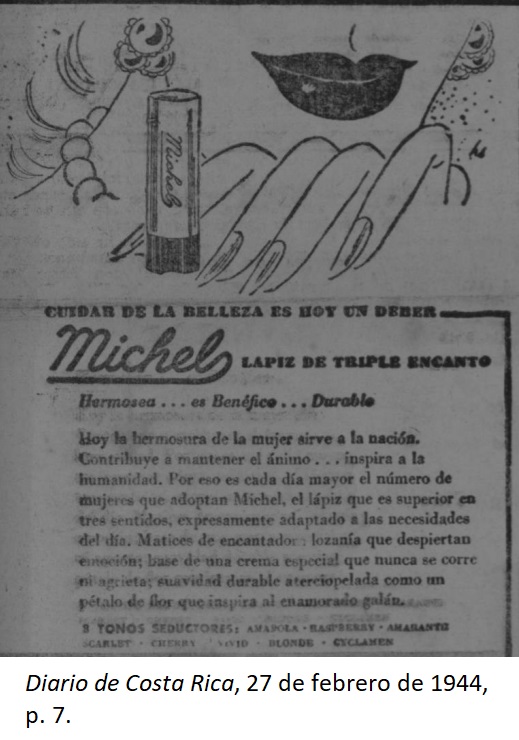 Michel
CUIDAR DE LA BELLEZA ES HOY UN DEBER
Michel LAPIZ DE TRIPLE ENCANTO
Hermosea . . . es Benéfico . . . Durable
Hoy la hermosura de la mujer sirve a la nación.
Contribuye a mantener el ánimo . . . inspira a la
humanidad. Por eso es cada día mayor el número de
mujeres que adoptan Michel, el lápiz que es superior en
tres sentidos, expresamente adaptado a las necesidades
del día. Matices de encantadora lozanía que despiertan
emoción; base de una crema especial que nunca se corre
ni agrieta; suavidad durable aterciopelada como un
pétalo de flor que inspira al enamorado galán.
9 TONOS SEDUCTORES: AMAPOLA · RASPBERRY · AMARANTO
SCARLET · CHERRY · VIVID · BLONDE · CYCLAMEN
Diario de Costa Rica, 27 de febrero de 1944,
p. 7.